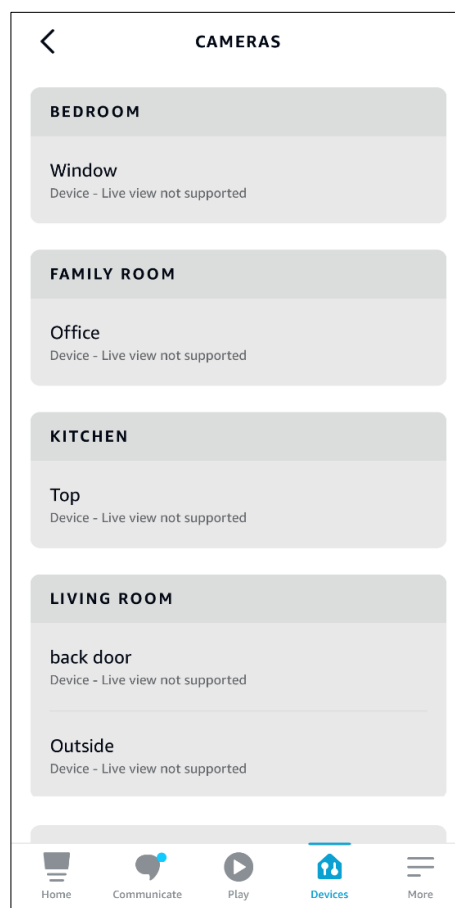 CAMERAS
BEDROOM
Window
Device - Live view not supported
FAMILY ROOM
Office
Device - Live view not supported
KITCHEN
Top
Device - Live view not supported
LIVING ROOM
back door
Device - Live view not supported
Outside
Device - Live view not supported
Home Communicate Play Devices More